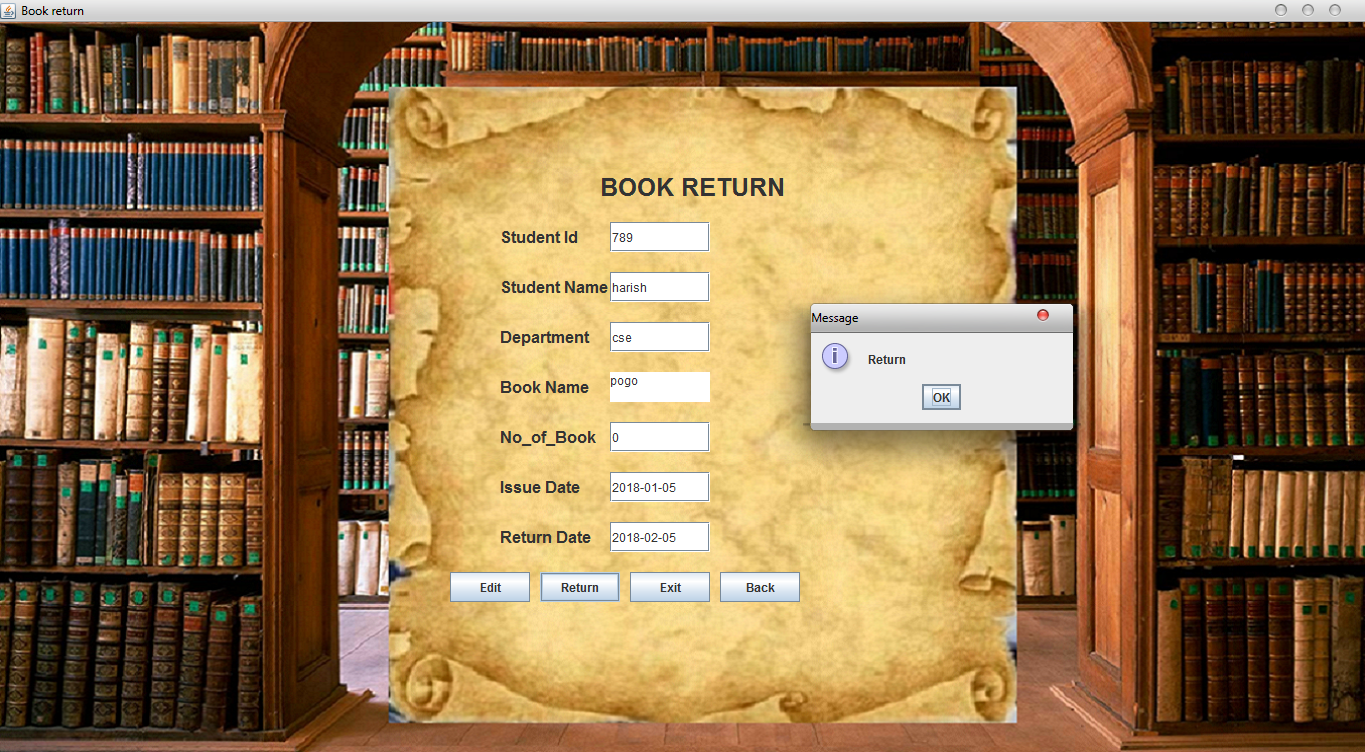 Book return
BOOK RETURN
Student Id 789
Student Name harish
Department cse
Book Name pogo
No_of_Book 0
Issue Date 2018-01-05
Return Date 2018-02-05
Edit Return Exit Back
Message
i Return
OK